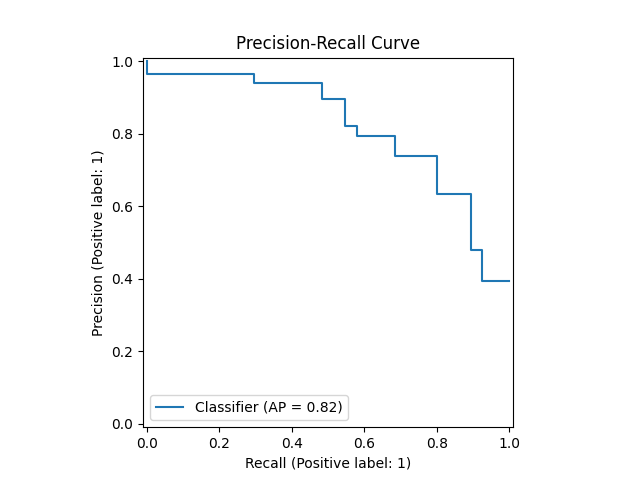 Precision-Recall Curve
1.0
0.8
0.6
0.4
0.2
0.0
Precision (Positive label: 1)
Classifier (AP = 0.82)
0.0 0.2 0.4 0.6 0.8 1.0
Recall (Positive label: 1)